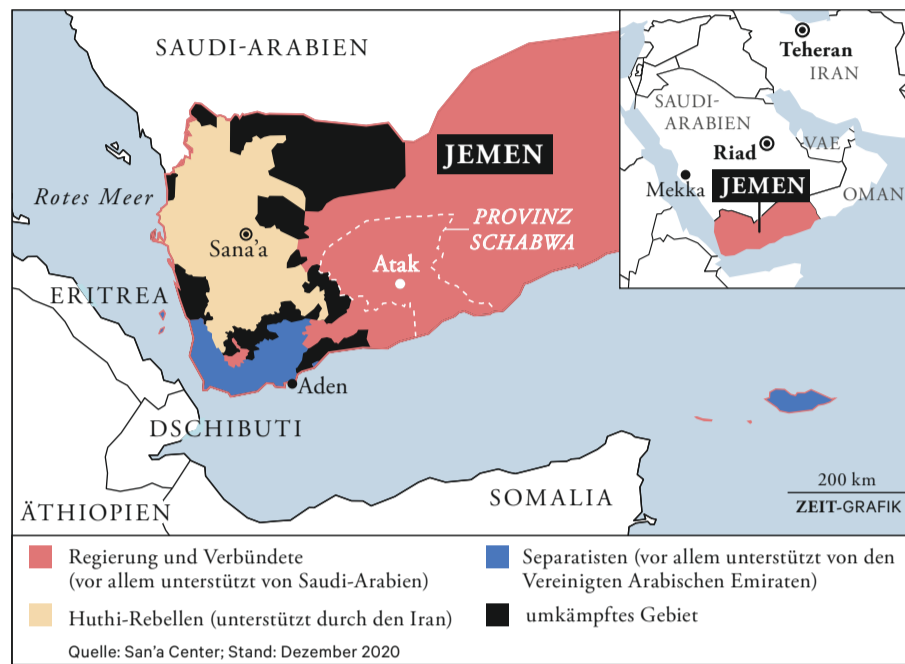 SAUDI-ARABIEN
Teheran
IRAN
SAUDI-
ARABIEN
Riad
VAE
Mekka
JEMEN
OMAN
JEMEN
Rotes Meer
PROVINZ
SCHABWA
Sana’a
Atak
ERITREA
Aden
DSCHIBUTI
ÄTHIOPIEN
SOMALIA
200 km
ZEIT-GRAFIK
Regierung und Verbündete
(vor allem unterstützt von Saudi-Arabien)
Huthi-Rebellen (unterstützt durch den Iran)
Separatisten (vor allem unterstützt von den
Vereinigten Arabischen Emiraten)
umkämpftes Gebiet
Quelle: San’a Center; Stand: Dezember 2020